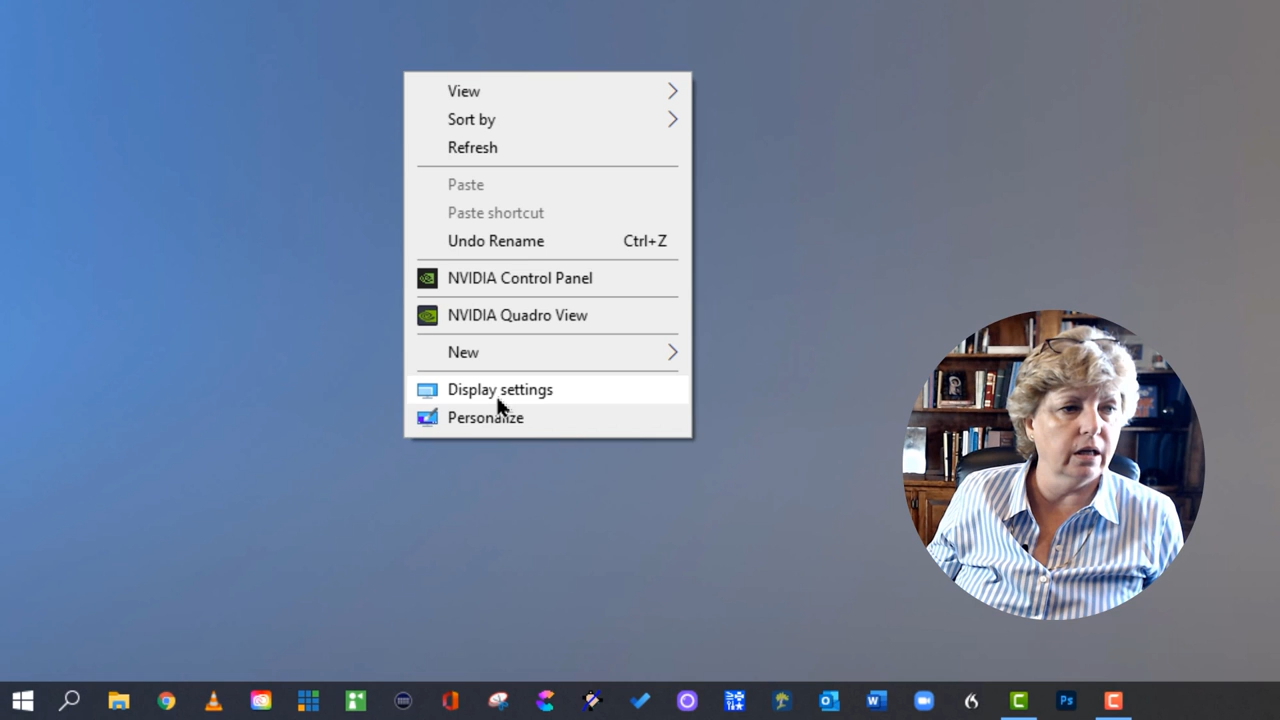 View
Sort by
Refresh
Paste
Paste shortcut
Undo Rename Ctrl+Z
NVIDIA Control Panel
NVIDIA Quadro View
New
Display settings
Personalize
Ps